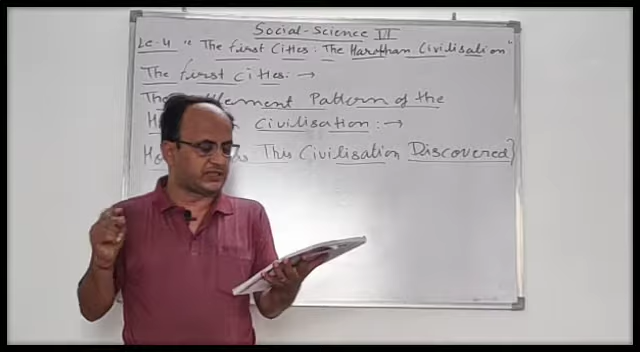 Social-Science VI
Le-4 "The first Cities: The Harappan Civilisation"
The first Cities:→
The Settlement Pattern of the
H Civilisation:→
Ho s This Civilisation Discovered?